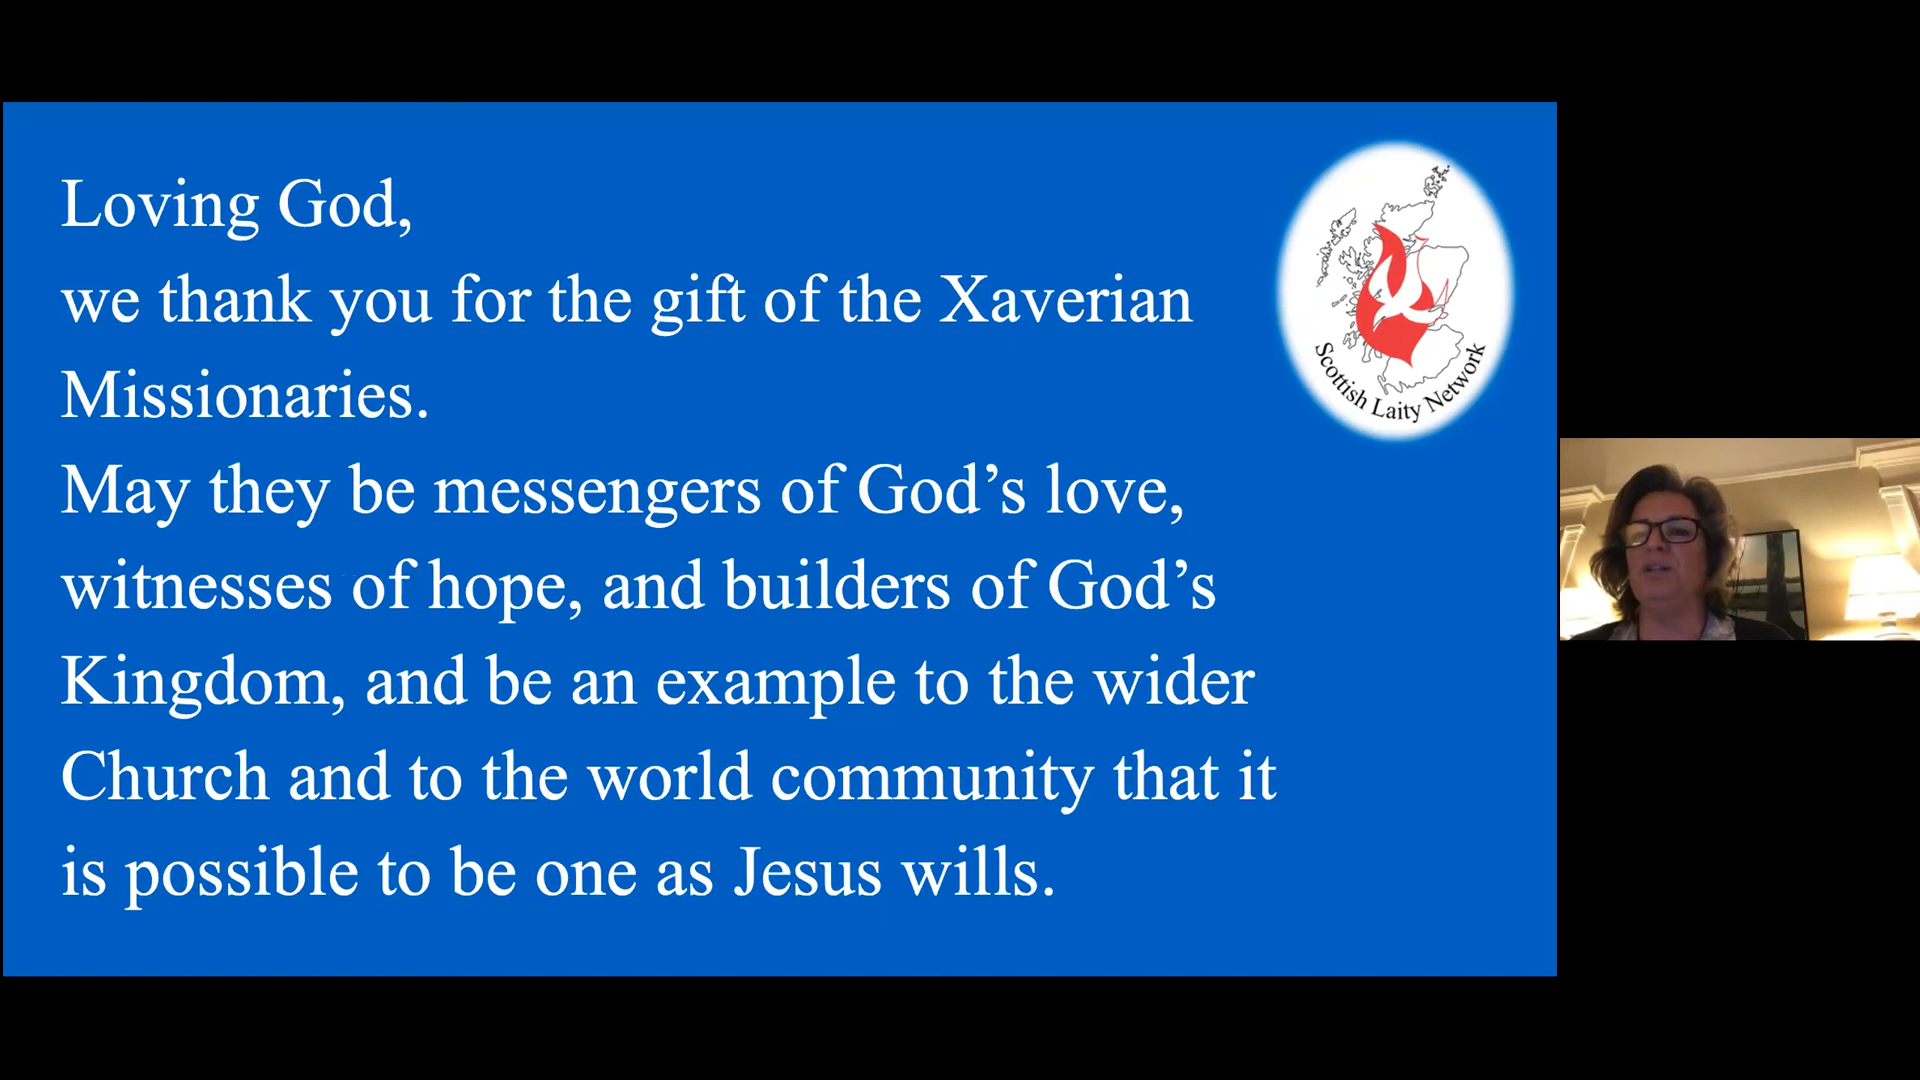 Loving God,
we thank you for the gift of the Xaverian
Missionaries.
May they be messengers of God’s love,
witnesses of hope, and builders of God’s
Kingdom, and be an example to the wider
Church and to the world community that it
is possible to be one as Jesus wills.
Scottish Laity Network